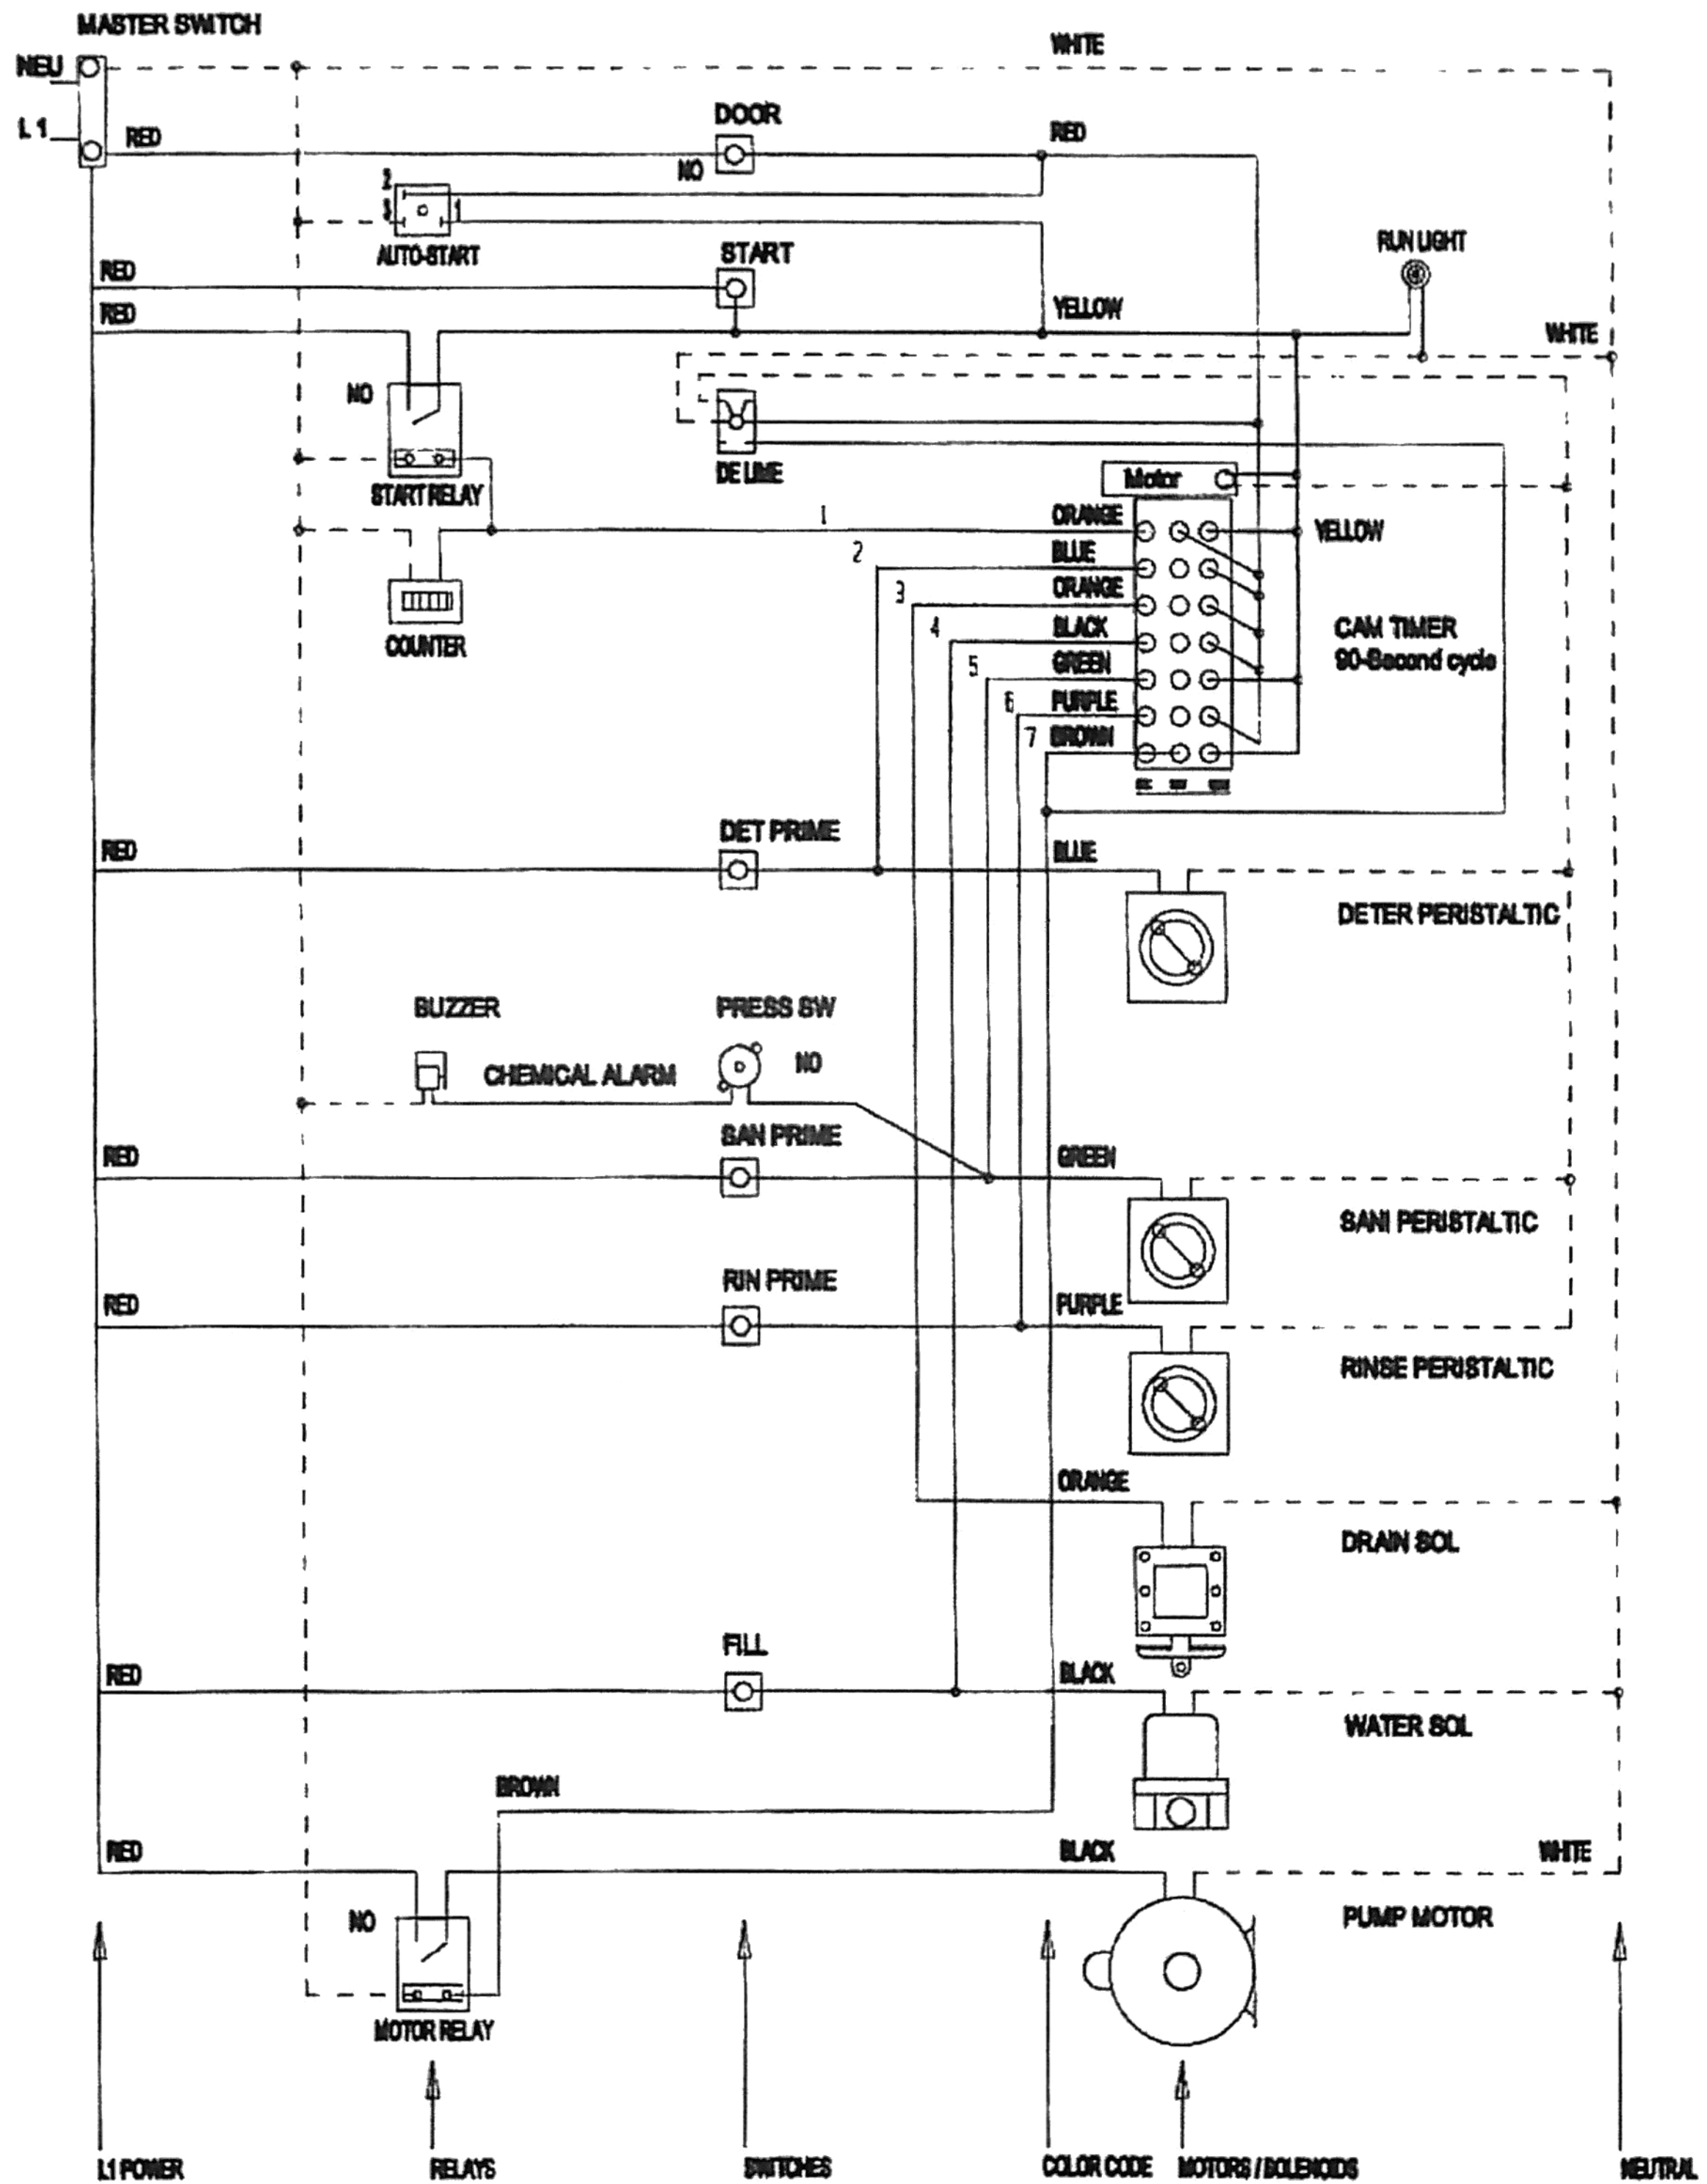 MASTER SWITCH
NEU
WHITE
L1
RED
DOOR
NO
RED
2
3
1
AUTO-START
START
RUN LIGHT
RED
RED
YELLOW
WHITE
NO
DE LIME
START RELAY
Motor
1
ORANGE
YELLOW
2
BLUE
3
ORANGE
4
BLACK
CAM TIMER
5
GREEN
90-Second cycle
COUNTER
6
PURPLE
7
BROWN
DET PRIME
RED
BLUE
DETER PERISTALTIC
BUZZER
PRESS SW
CHEMICAL ALARM
NO
SAN PRIME
RED
GREEN
SANI PERISTALTIC
RIN PRIME
RED
PURPLE
RINSE PERISTALTIC
ORANGE
DRAIN SOL
FILL
RED
BLACK
WATER SOL
BROWN
RED
BLACK
WHITE
NO
PUMP MOTOR
MOTOR RELAY
L1 POWER
RELAYS
SWITCHES
COLOR CODE
MOTORS / SOLENOIDS
NEUTRAL